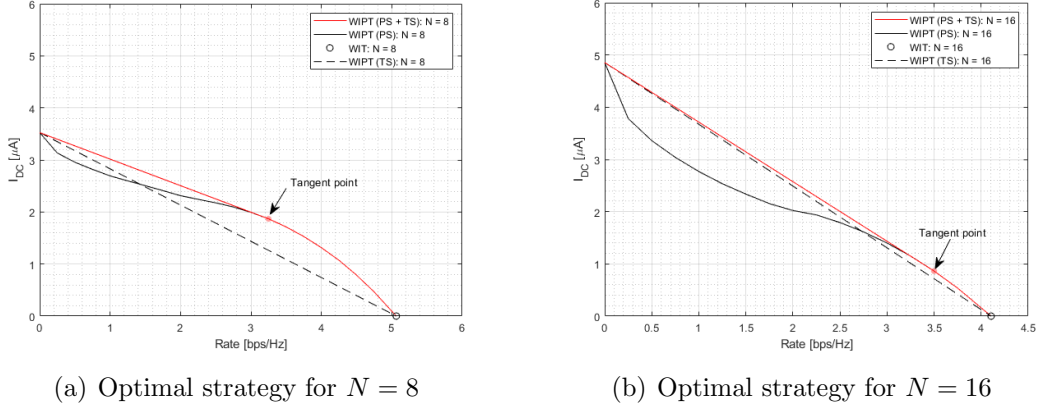 6
5
4
3
2
1
0
0
1
2
3
4
5
6
I_DC [μA]
Rate [bps/Hz]
WIPT (PS + TS): N = 8
WIPT (PS): N = 8
WIT: N = 8
WIPT (TS): N = 8
Tangent point
(a) Optimal strategy for N = 8
6
5
4
3
2
1
0
0
0.5
1
1.5
2
2.5
3
3.5
4
4.5
I_DC [μA]
Rate [bps/Hz]
WIPT (PS + TS): N = 16
WIPT (PS): N = 16
WIT: N = 16
WIPT (TS): N = 16
Tangent point
(b) Optimal strategy for N = 16